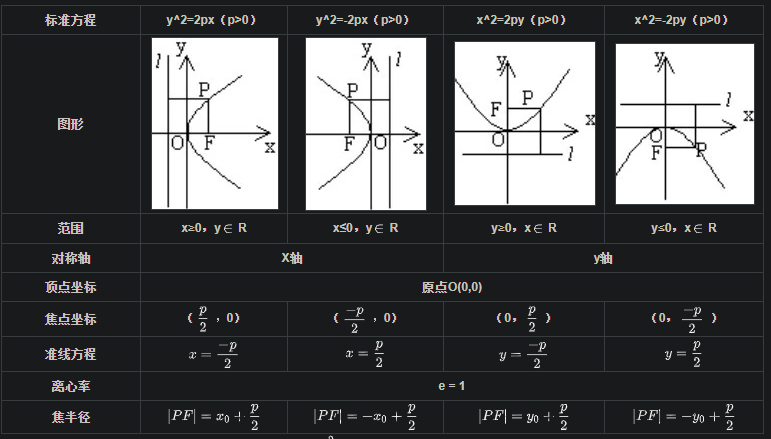 标准方程 y^2=2px（p>0） y^2=-2px（p>0） x^2=2py（p>0） x^2=-2py（p>0）
图形
l y P O F x
y l P F O x
y F P x O l
y l x O F P
范围 x≥0，y∈R x≤0，y∈R y≥0，x∈R y≤0，x∈R
对称轴 X轴 y轴
顶点坐标 原点O(0,0)
焦点坐标 （p/2，0） （-p/2，0） （0，p/2） （0，-p/2）
准线方程 x=-p/2 x=p/2 y=-p/2 y=p/2
离心率 e = 1
焦半径 |PF|=x₀+p/2 |PF|=-x₀+p/2 |PF|=y₀+p/2 |PF|=-y₀+p/2